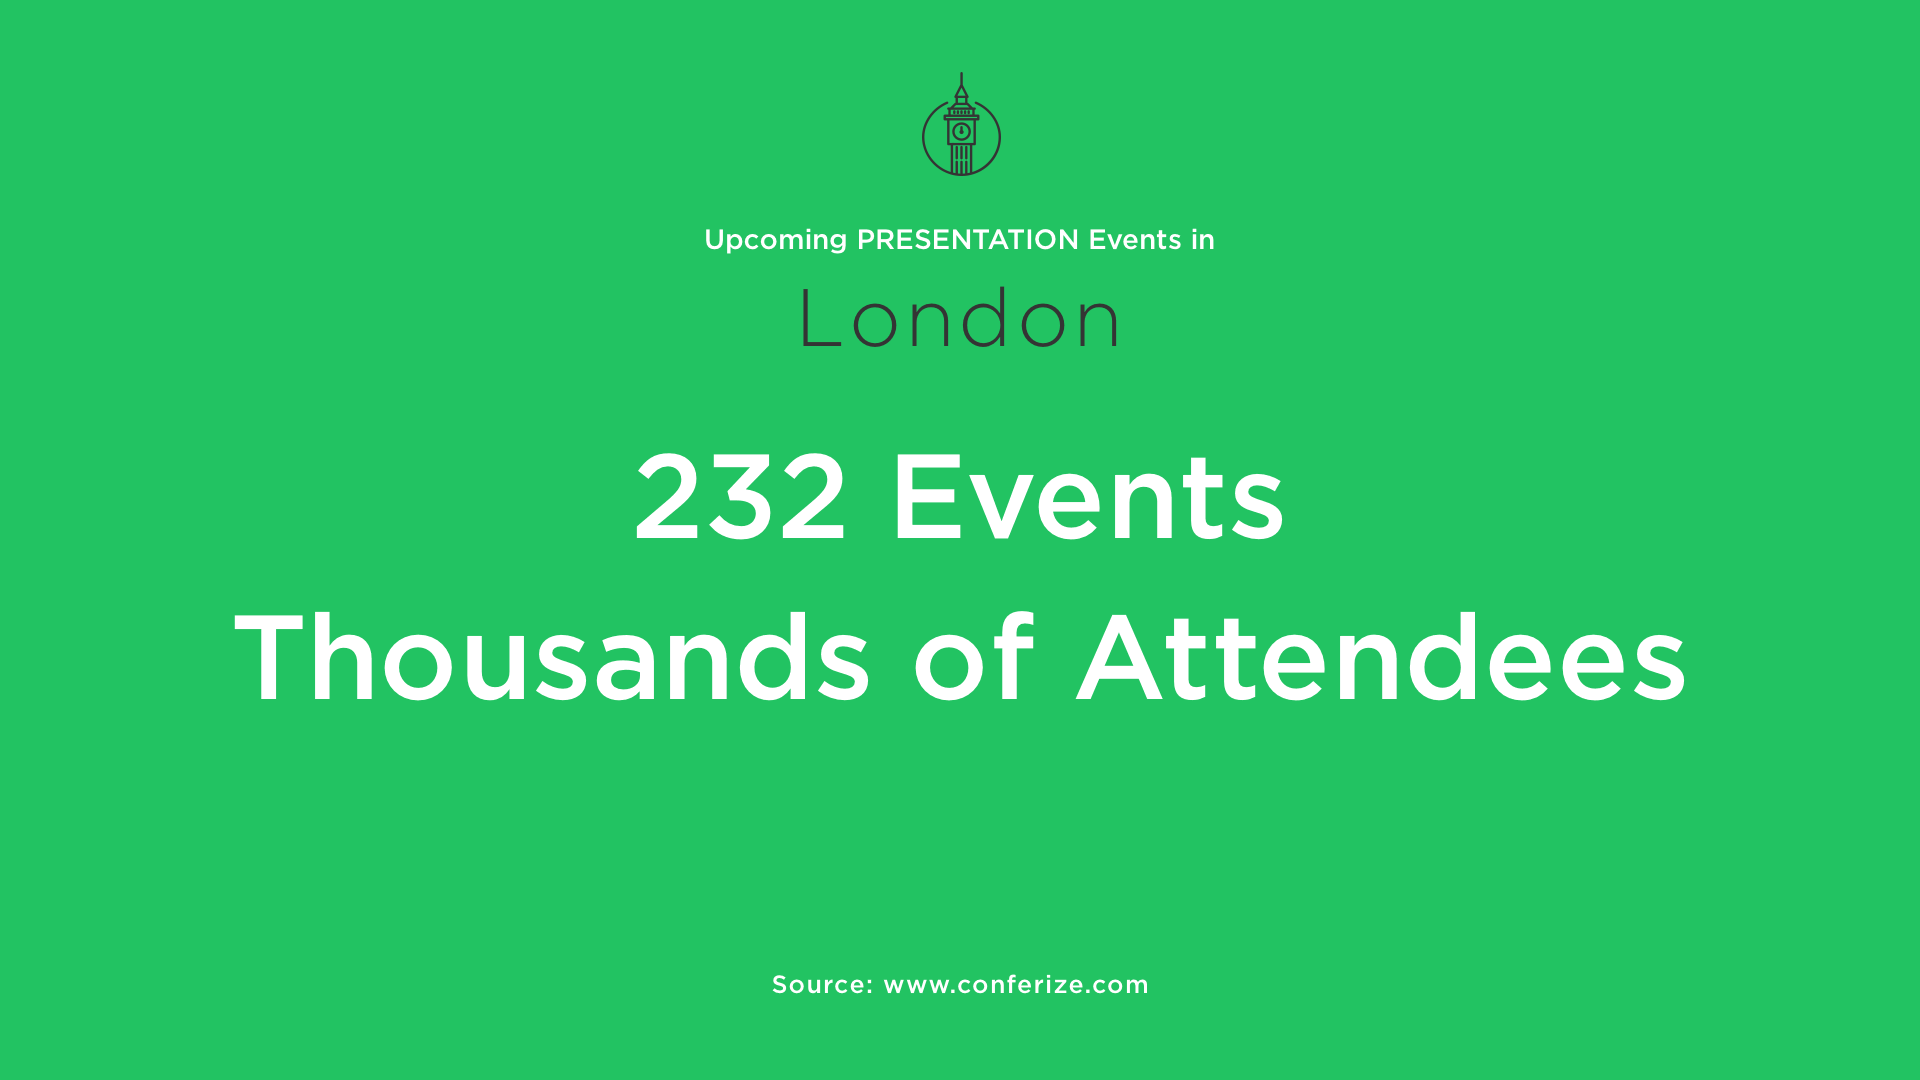 Upcoming PRESENTATION Events in
London
232 Events
Thousands of Attendees
Source: www.conferize.com